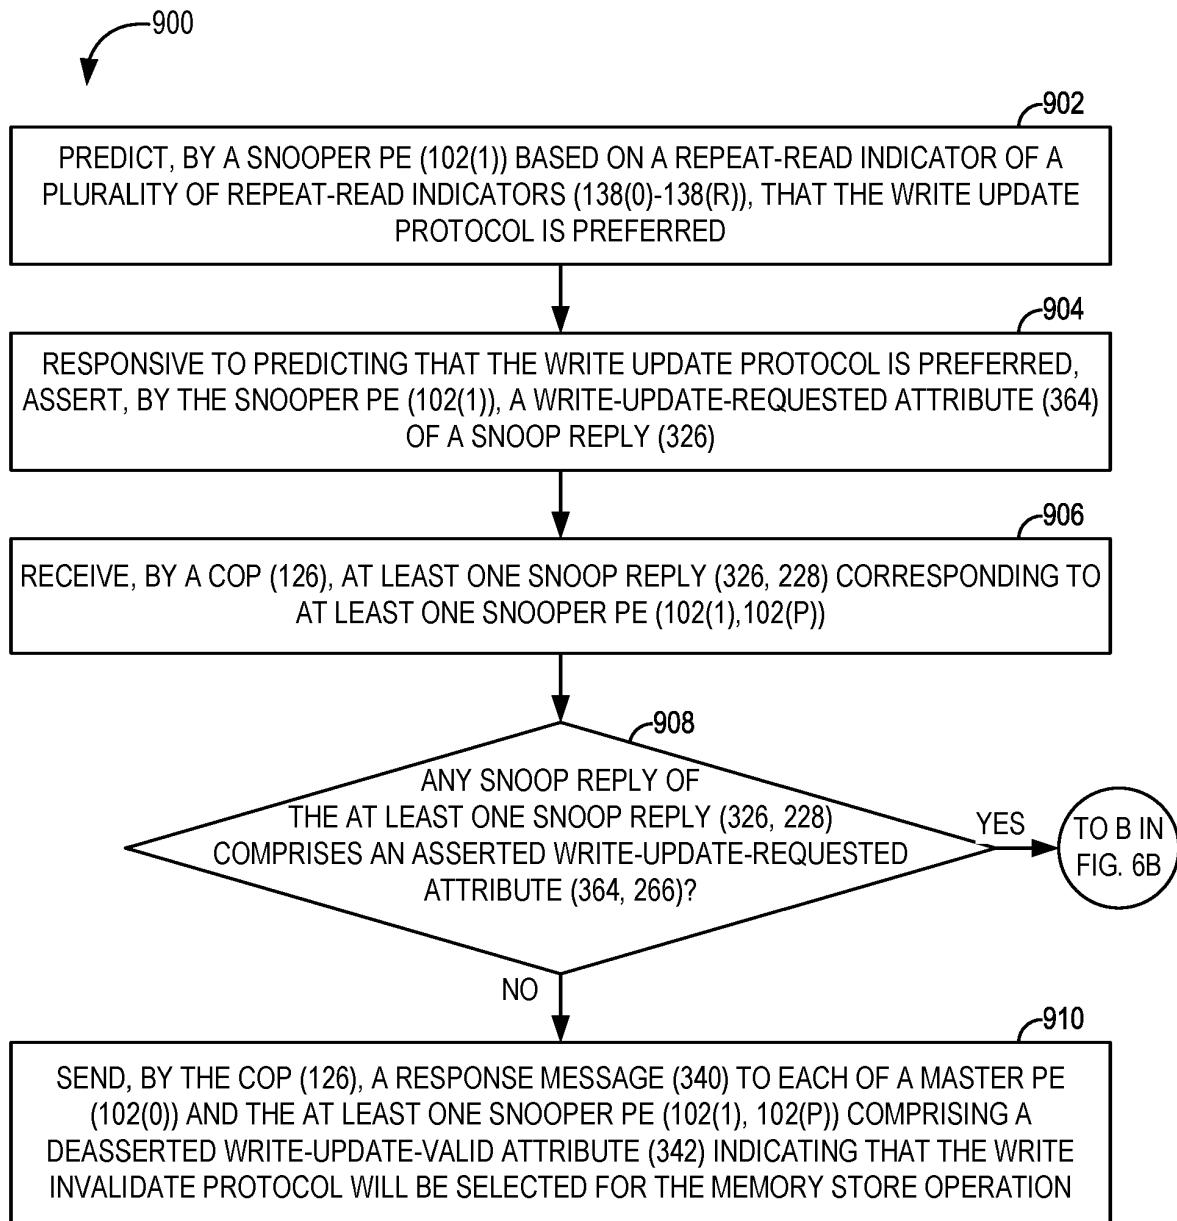 900
902
PREDICT, BY A SNOOPER PE (102(1)) BASED ON A REPEAT-READ INDICATOR OF A
PLURALITY OF REPEAT-READ INDICATORS (138(0)-138(R)), THAT THE WRITE UPDATE
PROTOCOL IS PREFERRED
904
RESPONSIVE TO PREDICTING THAT THE WRITE UPDATE PROTOCOL IS PREFERRED,
ASSERT, BY THE SNOOPER PE (102(1)), A WRITE-UPDATE-REQUESTED ATTRIBUTE (364)
OF A SNOOP REPLY (326)
906
RECEIVE, BY A COP (126), AT LEAST ONE SNOOP REPLY (326, 228) CORRESPONDING TO
AT LEAST ONE SNOOPER PE (102(1),102(P))
908
ANY SNOOP REPLY OF
THE AT LEAST ONE SNOOP REPLY (326, 228)
COMPRISES AN ASSERTED WRITE-UPDATE-REQUESTED
ATTRIBUTE (364, 266)?
YES
TO B IN
FIG. 6B
NO
910
SEND, BY THE COP (126), A RESPONSE MESSAGE (340) TO EACH OF A MASTER PE
(102(0)) AND THE AT LEAST ONE SNOOPER PE (102(1), 102(P)) COMPRISING A
DEASSERTED WRITE-UPDATE-VALID ATTRIBUTE (342) INDICATING THAT THE WRITE
INVALIDATE PROTOCOL WILL BE SELECTED FOR THE MEMORY STORE OPERATION